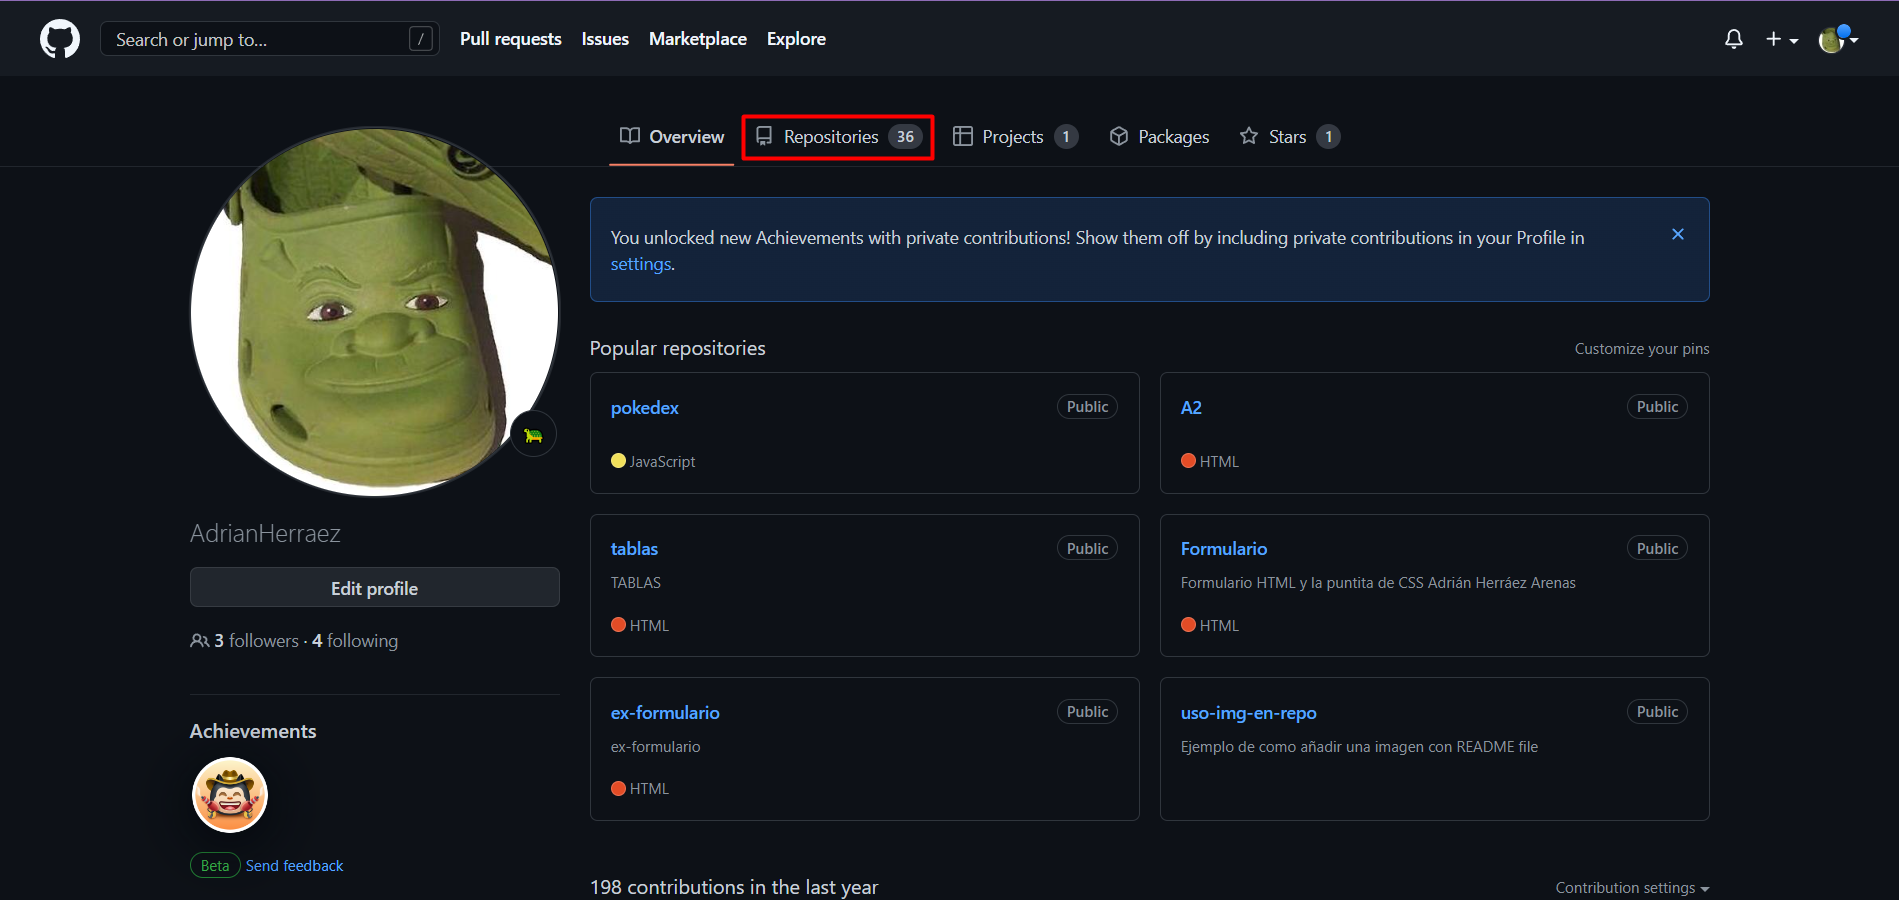 Search or jump to... /
Pull requests
Issues
Marketplace
Explore
Overview
Repositories 36
Projects 1
Packages
Stars 1
You unlocked new Achievements with private contributions! Show them off by including private contributions in your Profile in
settings.
Popular repositories
Customize your pins
pokedex
Public
JavaScript
A2
Public
HTML
tablas
Public
TABLAS
HTML
Formulario
Public
Formulario HTML y la puntita de CSS Adrián Herráez Arenas
HTML
ex-formulario
Public
ex-formulario
HTML
uso-img-en-repo
Public
Ejemplo de como añadir una imagen con README file
AdrianHerraez
Edit profile
3 followers · 4 following
Achievements
Beta Send feedback
198 contributions in the last year
Contribution settings